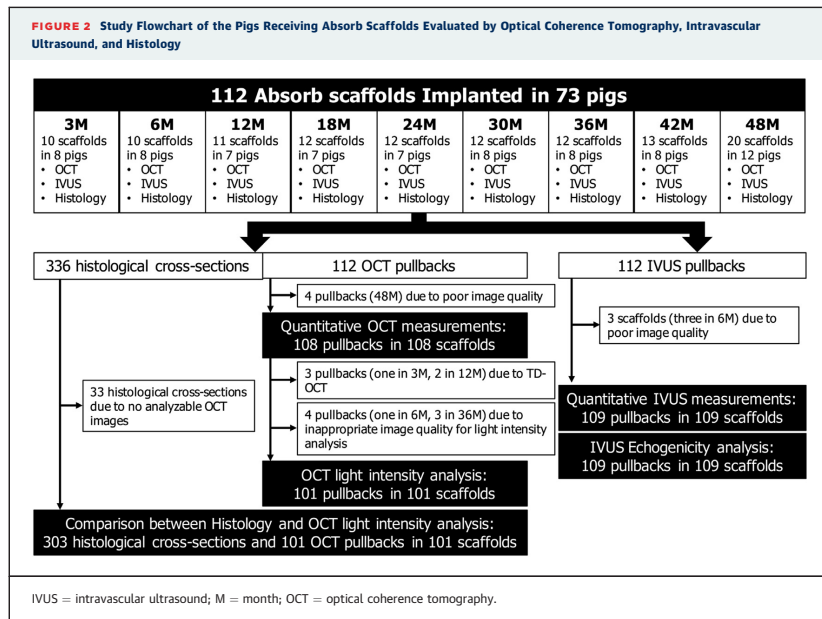 FIGURE 2 Study Flowchart of the Pigs Receiving Absorb Scaffolds Evaluated by Optical Coherence Tomography, Intravascular
Ultrasound, and Histology
112 Absorb scaffolds Implanted in 73 pigs
3M
10 scaffolds
in 8 pigs
• OCT
• IVUS
• Histology
6M
10 scaffolds
in 8 pigs
• OCT
• IVUS
• Histology
12M
11 scaffolds
in 7 pigs
• OCT
• IVUS
• Histology
18M
12 scaffolds
in 7 pigs
• OCT
• IVUS
• Histology
24M
12 scaffolds
in 7 pigs
• OCT
• IVUS
• Histology
30M
12 scaffolds
in 8 pigs
• OCT
• IVUS
• Histology
36M
12 scaffolds
in 8 pigs
• OCT
• IVUS
• Histology
42M
13 scaffolds
in 8 pigs
• OCT
• IVUS
• Histology
48M
20 scaffolds
in 12 pigs
• OCT
• IVUS
• Histology
336 histological cross-sections
112 OCT pullbacks
112 IVUS pullbacks
4 pullbacks (48M) due to poor image quality
3 scaffolds (three in 6M) due to
poor image quality
Quantitative OCT measurements:
108 pullbacks in 108 scaffolds
3 pullbacks (one in 3M, 2 in 12M) due to TD-
OCT
33 histological cross-sections
due to no analyzable OCT
images
4 pullbacks (one in 6M, 3 in 36M) due to
inappropriate image quality for light intensity
analysis
Quantitative IVUS measurements:
109 pullbacks in 109 scaffolds
IVUS Echogenicity analysis:
109 pullbacks in 109 scaffolds
OCT light intensity analysis:
101 pullbacks in 101 scaffolds
Comparison between Histology and OCT light intensity analysis:
303 histological cross-sections and 101 OCT pullbacks in 101 scaffolds
IVUS = intravascular ultrasound; M = month; OCT = optical coherence tomography.